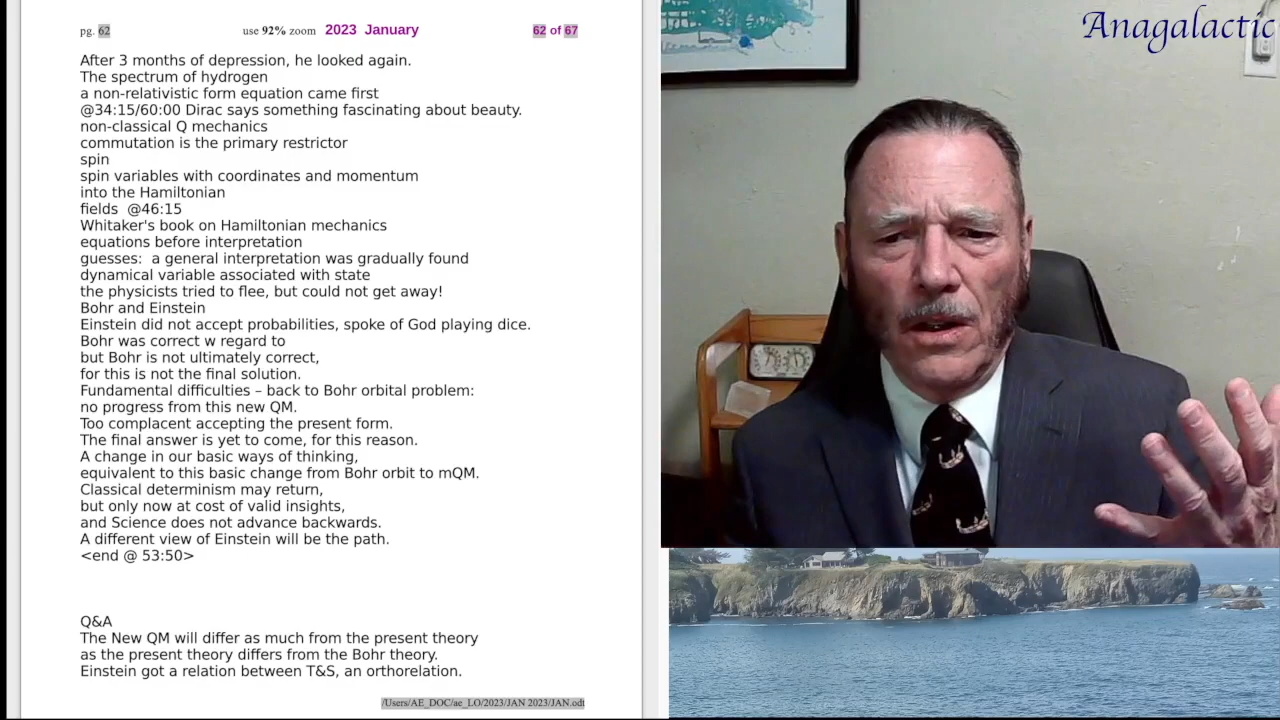 pg. 62 use 92% zoom 2023 January 62 of 67
Anagalactic
After 3 months of depression, he looked again.
The spectrum of hydrogen
a non-relativistic form equation came first
@34:15/60:00 Dirac says something fascinating about beauty.
non-classical Q mechanics
commutation is the primary restrictor
spin
spin variables with coordinates and momentum
into the Hamiltonian
fields @46:15
Whitaker's book on Hamiltonian mechanics
equations before interpretation
guesses: a general interpretation was gradually found
dynamical variable associated with state
the physicists tried to flee, but could not get away!
Bohr and Einstein
Einstein did not accept probabilities, spoke of God playing dice.
Bohr was correct w regard to
but Bohr is not ultimately correct,
for this is not the final solution.
Fundamental difficulties – back to Bohr orbital problem:
no progress from this new QM.
Too complacent accepting the present form.
The final answer is yet to come, for this reason.
A change in our basic ways of thinking,
equivalent to this basic change from Bohr orbit to mQM.
Classical determinism may return,
but only now at cost of valid insights,
and Science does not advance backwards.
A different view of Einstein will be the path.
<end @ 53:50>
Q&A
The New QM will differ as much from the present theory
as the present theory differs from the Bohr theory.
Einstein got a relation between T&S, an orthorelation.
/Users/AE_DOC/ae_LO/2023/JAN 2023/JAN.odt